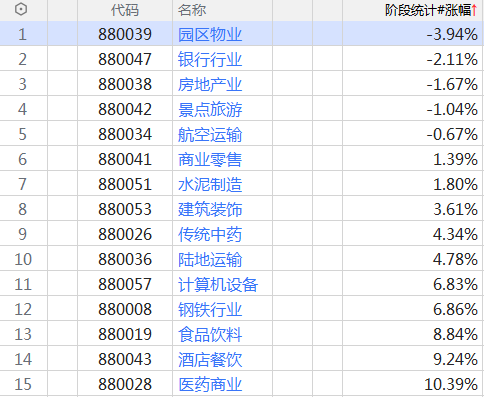 代码 名称 阶段统计#涨幅↑
1 880039 园区物业 -3.94%
2 880047 银行行业 -2.11%
3 880038 房地产业 -1.67%
4 880042 景点旅游 -1.04%
5 880034 航空运输 -0.67%
6 880041 商业零售 1.39%
7 880051 水泥制造 1.80%
8 880053 建筑装饰 3.61%
9 880026 传统中药 4.34%
10 880036 陆地运输 4.78%
11 880057 计算机设备 6.83%
12 880008 钢铁行业 6.86%
13 880019 食品饮料 8.84%
14 880043 酒店餐饮 9.24%
15 880028 医药商业 10.39%